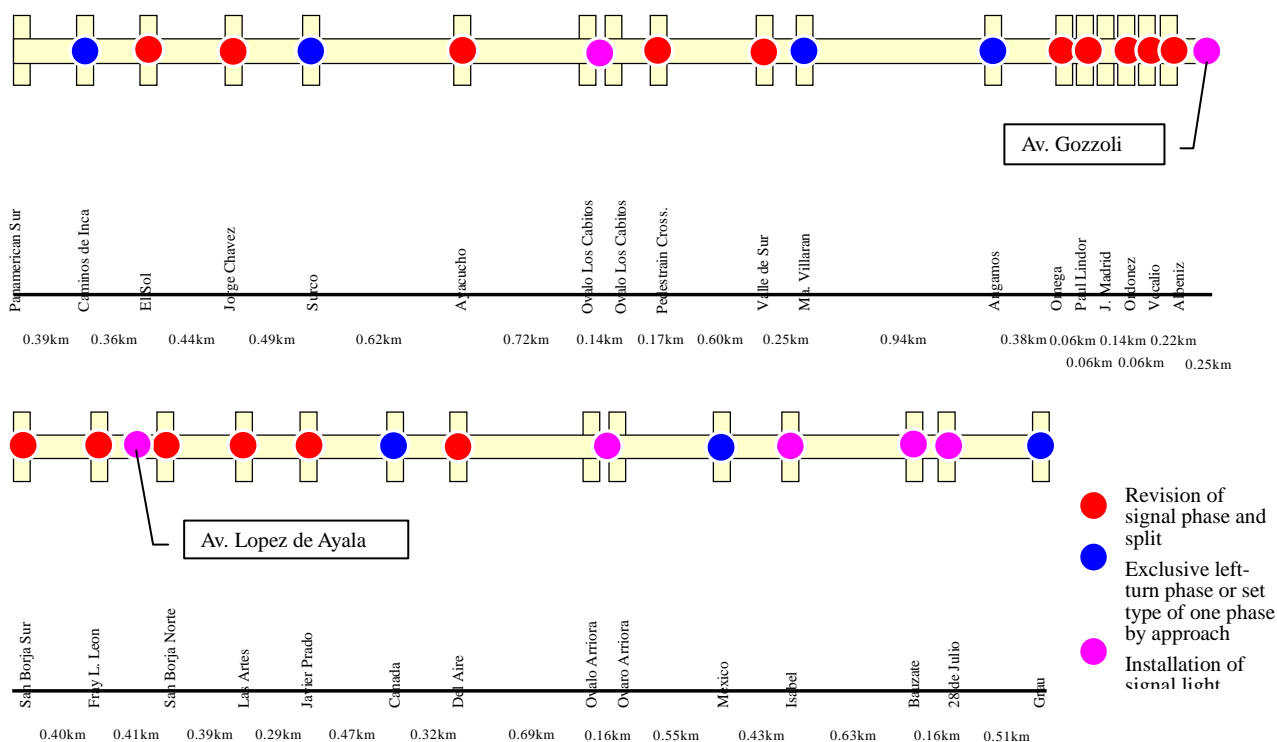 Av. Gozzoli
Panamerican Sur
Caminos de Inca
El Sol
Jorge Chavez
Surco
Ayacucho
Ovalo Los Cabitos
Ovalo Los Cabitos
Pedestrain Cross.
Valle de Sur
Ma. Villaran
Angamos
Omega
Paul Lindor
J. Madrid
Ordonez
Vecalio
Albeniz
0.39km 0.36km 0.44km 0.49km 0.62km 0.72km 0.14km 0.17km 0.60km 0.25km 0.94km 0.38km 0.06km 0.14km 0.22km
0.06km 0.06km 0.25km
Av. Lopez de Ayala
Revision of
signal phase and
split
Exclusive left-
turn phase or set
type of one phase
by approach
Installation of
signal light
San Borja Sur
Fray L. Leon
San Borja Norte
Las Artes
Javier Prado
Canada
Del Aire
Ovalo Arriora
Ovaro Arriora
Mexico
Isabel
Bauzate
28 de Julio
Grau
0.40km 0.41km 0.39km 0.29km 0.47km 0.32km 0.69km 0.16km 0.55km 0.43km 0.63km 0.16km 0.51km